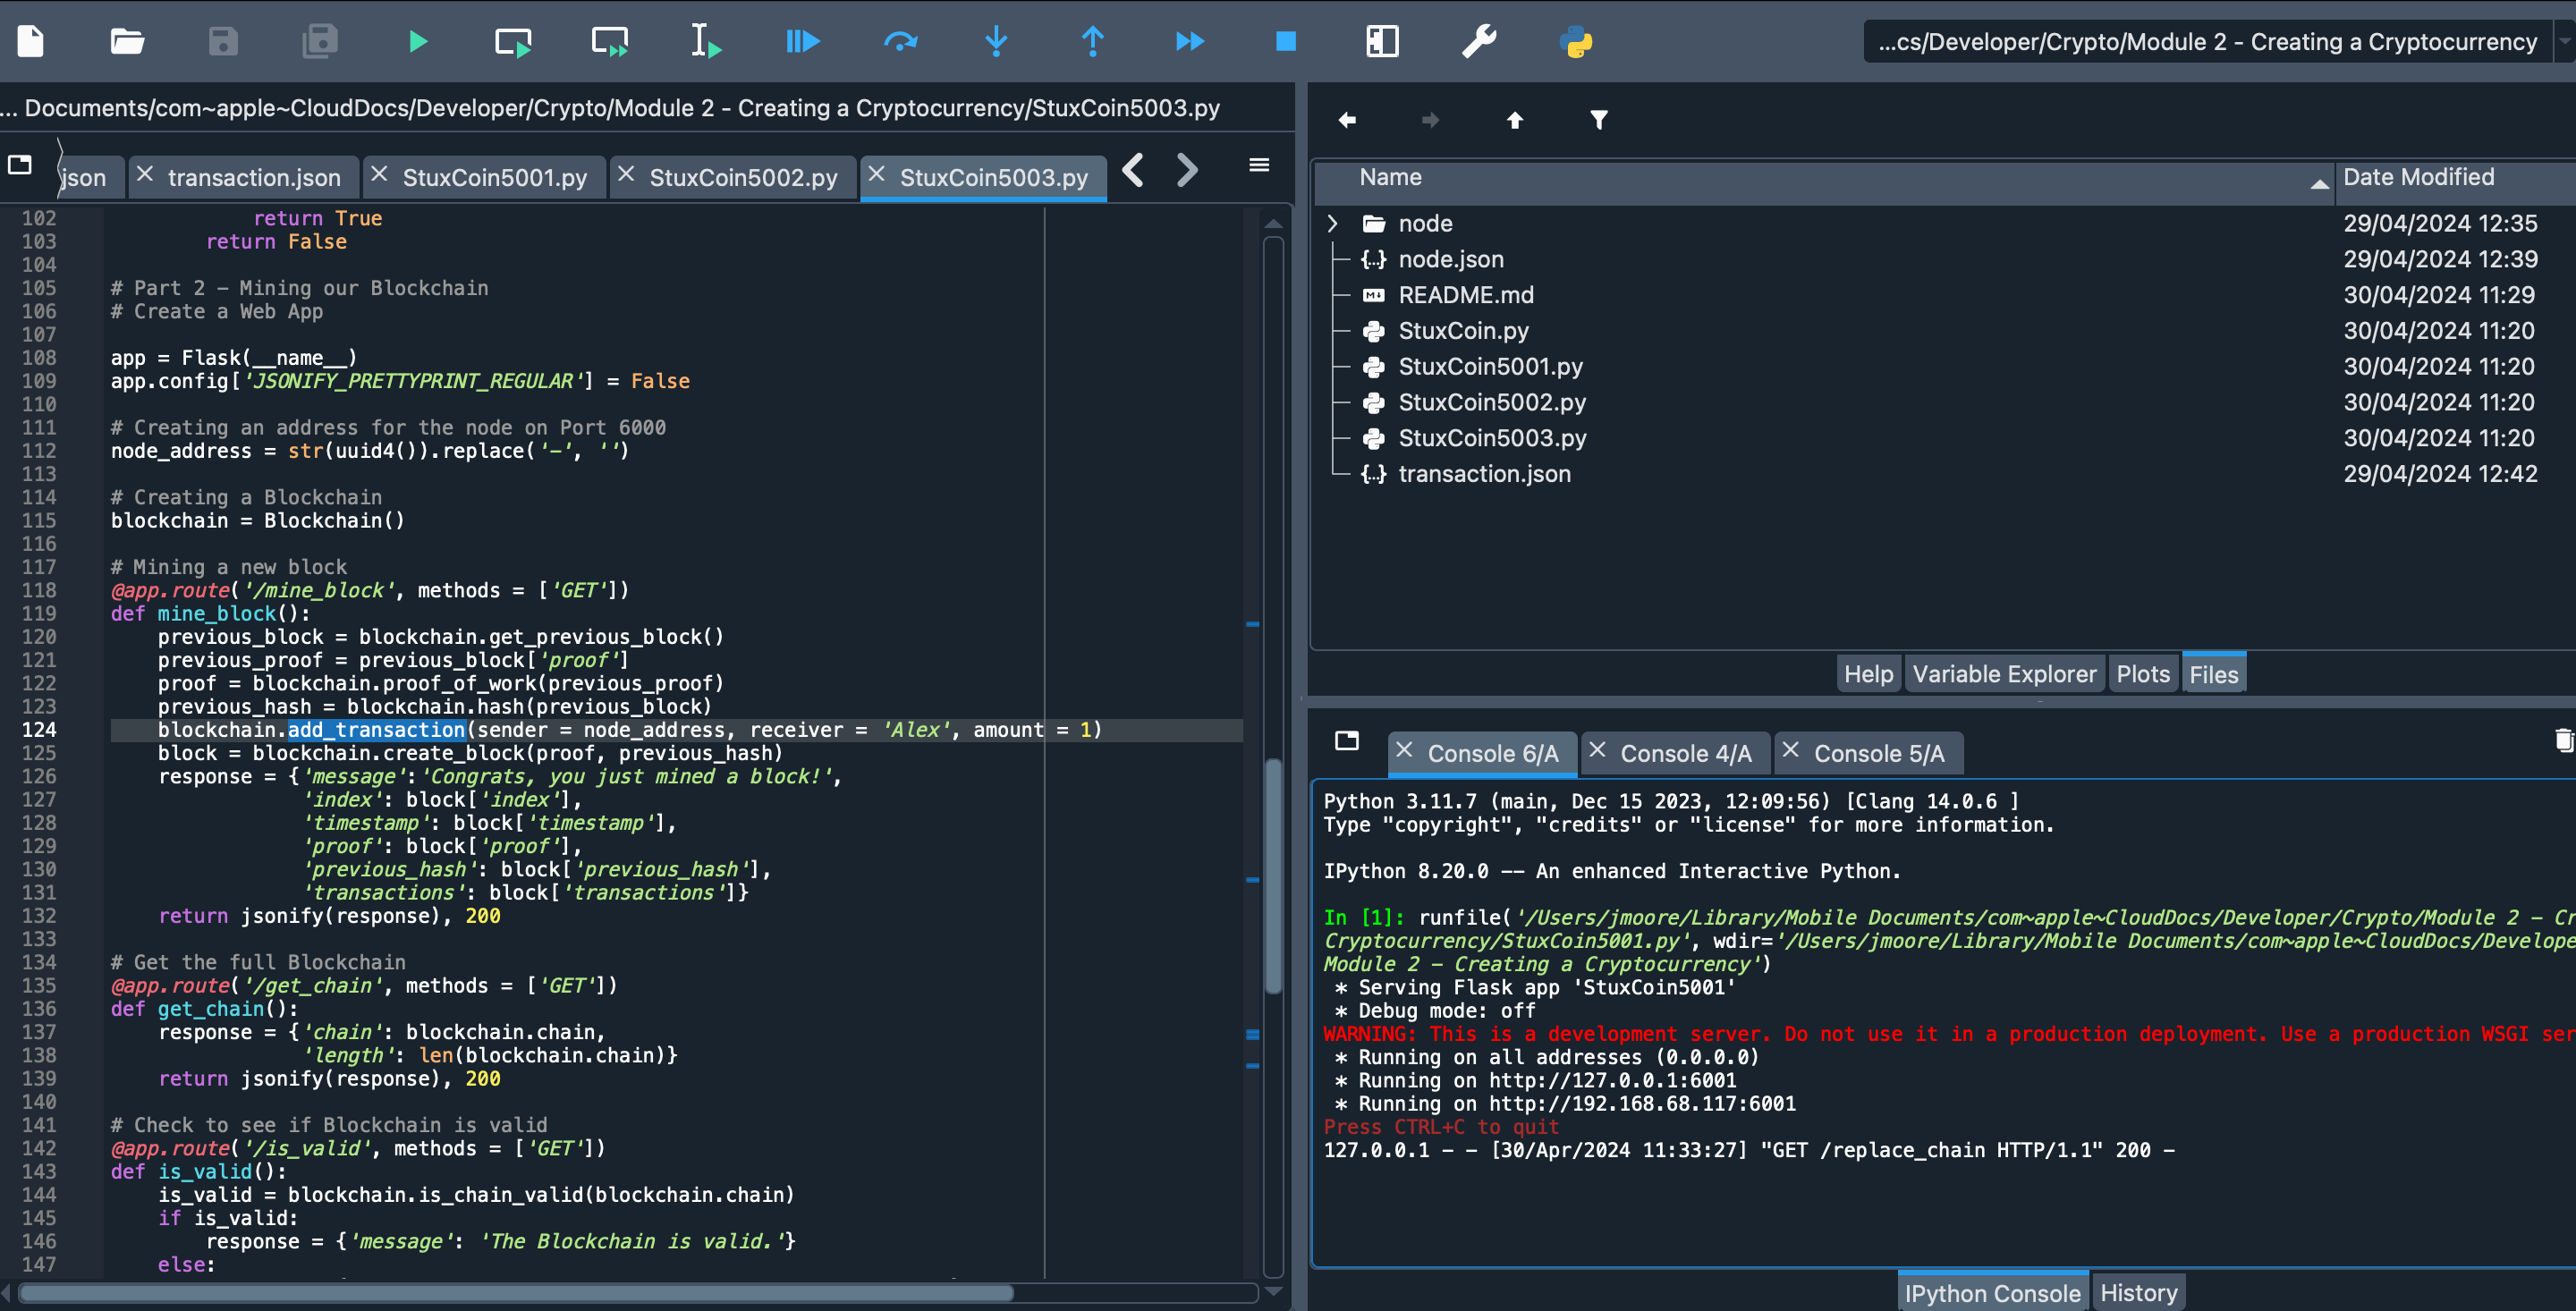 ...cs/Developer/Crypto/Module 2 - Creating a Cryptocurrency
... Documents/com~apple~CloudDocs/Developer/Crypto/Module 2 - Creating a Cryptocurrency/StuxCoin5003.py
json
transaction.json
StuxCoin5001.py
StuxCoin5002.py
StuxCoin5003.py
102 return True
103 return False
104
105 # Part 2 - Mining our Blockchain
106 # Create a Web App
107
108 app = Flask(__name__)
109 app.config['JSONIFY_PRETTYPRINT_REGULAR'] = False
110
111 # Creating an address for the node on Port 6000
112 node_address = str(uuid4()).replace('-', '')
113
114 # Creating a Blockchain
115 blockchain = Blockchain()
116
117 # Mining a new block
118 @app.route('/mine_block', methods = ['GET'])
119 def mine_block():
120 previous_block = blockchain.get_previous_block()
121 previous_proof = previous_block['proof']
122 proof = blockchain.proof_of_work(previous_proof)
123 previous_hash = blockchain.hash(previous_block)
124 blockchain.add_transaction(sender = node_address, receiver = 'Alex', amount = 1)
125 block = blockchain.create_block(proof, previous_hash)
126 response = {'message':'Congrats, you just mined a block!',
127 'index': block['index'],
128 'timestamp': block['timestamp'],
129 'proof': block['proof'],
130 'previous_hash': block['previous_hash'],
131 'transactions': block['transactions']}
132 return jsonify(response), 200
133
134 # Get the full Blockchain
135 @app.route('/get_chain', methods = ['GET'])
136 def get_chain():
137 response = {'chain': blockchain.chain,
138 'length': len(blockchain.chain)}
139 return jsonify(response), 200
140
141 # Check to see if Blockchain is valid
142 @app.route('/is_valid', methods = ['GET'])
143 def is_valid():
144 is_valid = blockchain.is_chain_valid(blockchain.chain)
145 if is_valid:
146 response = {'message': 'The Blockchain is valid.'}
147 else:
Name Date Modified
node 29/04/2024 12:35
node.json 29/04/2024 12:39
README.md 30/04/2024 11:29
StuxCoin.py 30/04/2024 11:20
StuxCoin5001.py 30/04/2024 11:20
StuxCoin5002.py 30/04/2024 11:20
StuxCoin5003.py 30/04/2024 11:20
transaction.json 29/04/2024 12:42
Help Variable Explorer Plots Files
Console 6/A Console 4/A Console 5/A
Python 3.11.7 (main, Dec 15 2023, 12:09:56) [Clang 14.0.6 ]
Type "copyright", "credits" or "license" for more information.
IPython 8.20.0 -- An enhanced Interactive Python.
In [1]: runfile('/Users/jmoore/Library/Mobile Documents/com~apple~CloudDocs/Developer/Crypto/Module 2 - Cr
Cryptocurrency/StuxCoin5001.py', wdir='/Users/jmoore/Library/Mobile Documents/com~apple~CloudDocs/Develope
Module 2 - Creating a Cryptocurrency')
* Serving Flask app 'StuxCoin5001'
* Debug mode: off
WARNING: This is a development server. Do not use it in a production deployment. Use a production WSGI ser
* Running on all addresses (0.0.0.0)
* Running on http://127.0.0.1:6001
* Running on http://192.168.68.117:6001
Press CTRL+C to quit
127.0.0.1 - - [30/Apr/2024 11:33:27] "GET /replace_chain HTTP/1.1" 200 -
IPython Console History